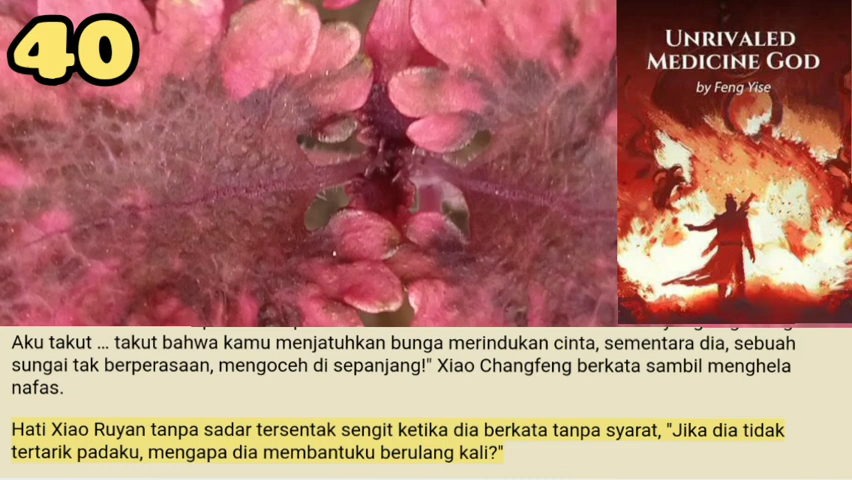 40
UNRIVALED
MEDICINE GOD
by Feng Yise
Aku takut ... takut bahwa kamu menjatuhkan bunga merindukan cinta, sementara dia, sebuah
sungai tak berperasaan, mengoceh di sepanjang!" Xiao Changfeng berkata sambil menghela
nafas.
Hati Xiao Ruyan tanpa sadar tersentak sengit ketika dia berkata tanpa syarat, "Jika dia tidak
tertarik padaku, mengapa dia membantuku berulang kali?"